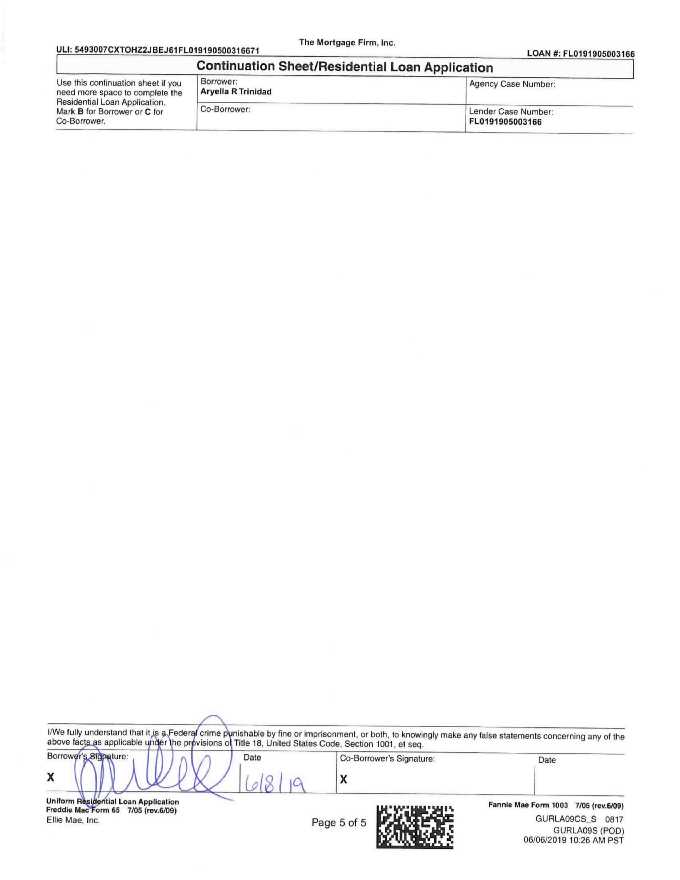 The Mortgage Firm, Inc.
ULI: 5493007CXTOHZ2JBEJ61FL019190500316671
LOAN #: FL0191905003166
Continuation Sheet/Residential Loan Application
Use this continuation sheet if you
need more space to complete the
Residential Loan Application.
Mark B for Borrower or C for
Co-Borrower.
Borrower:
Aryella R Trinidad
Co-Borrower:
Agency Case Number:
Lender Case Number:
FL0191905003166
I/We fully understand that it is a Federal crime punishable by fine or imprisonment, or both, to knowingly make any false statements concerning any of the
above facts as applicable under the provisions of Title 18, United States Code, Section 1001, et seq.
Borrower's Signature:
X
Date
6/8/19
Co-Borrower's Signature:
X
Date
Uniform Residential Loan Application
Freddie Mac Form 65 7/05 (rev.6/09)
Ellie Mae, Inc.
Page 5 of 5
Fannie Mae Form 1003 7/05 (rev.6/09)
GURLA09CS_S 0817
GURLA09S (POD)
06/06/2019 10:26 AM PST